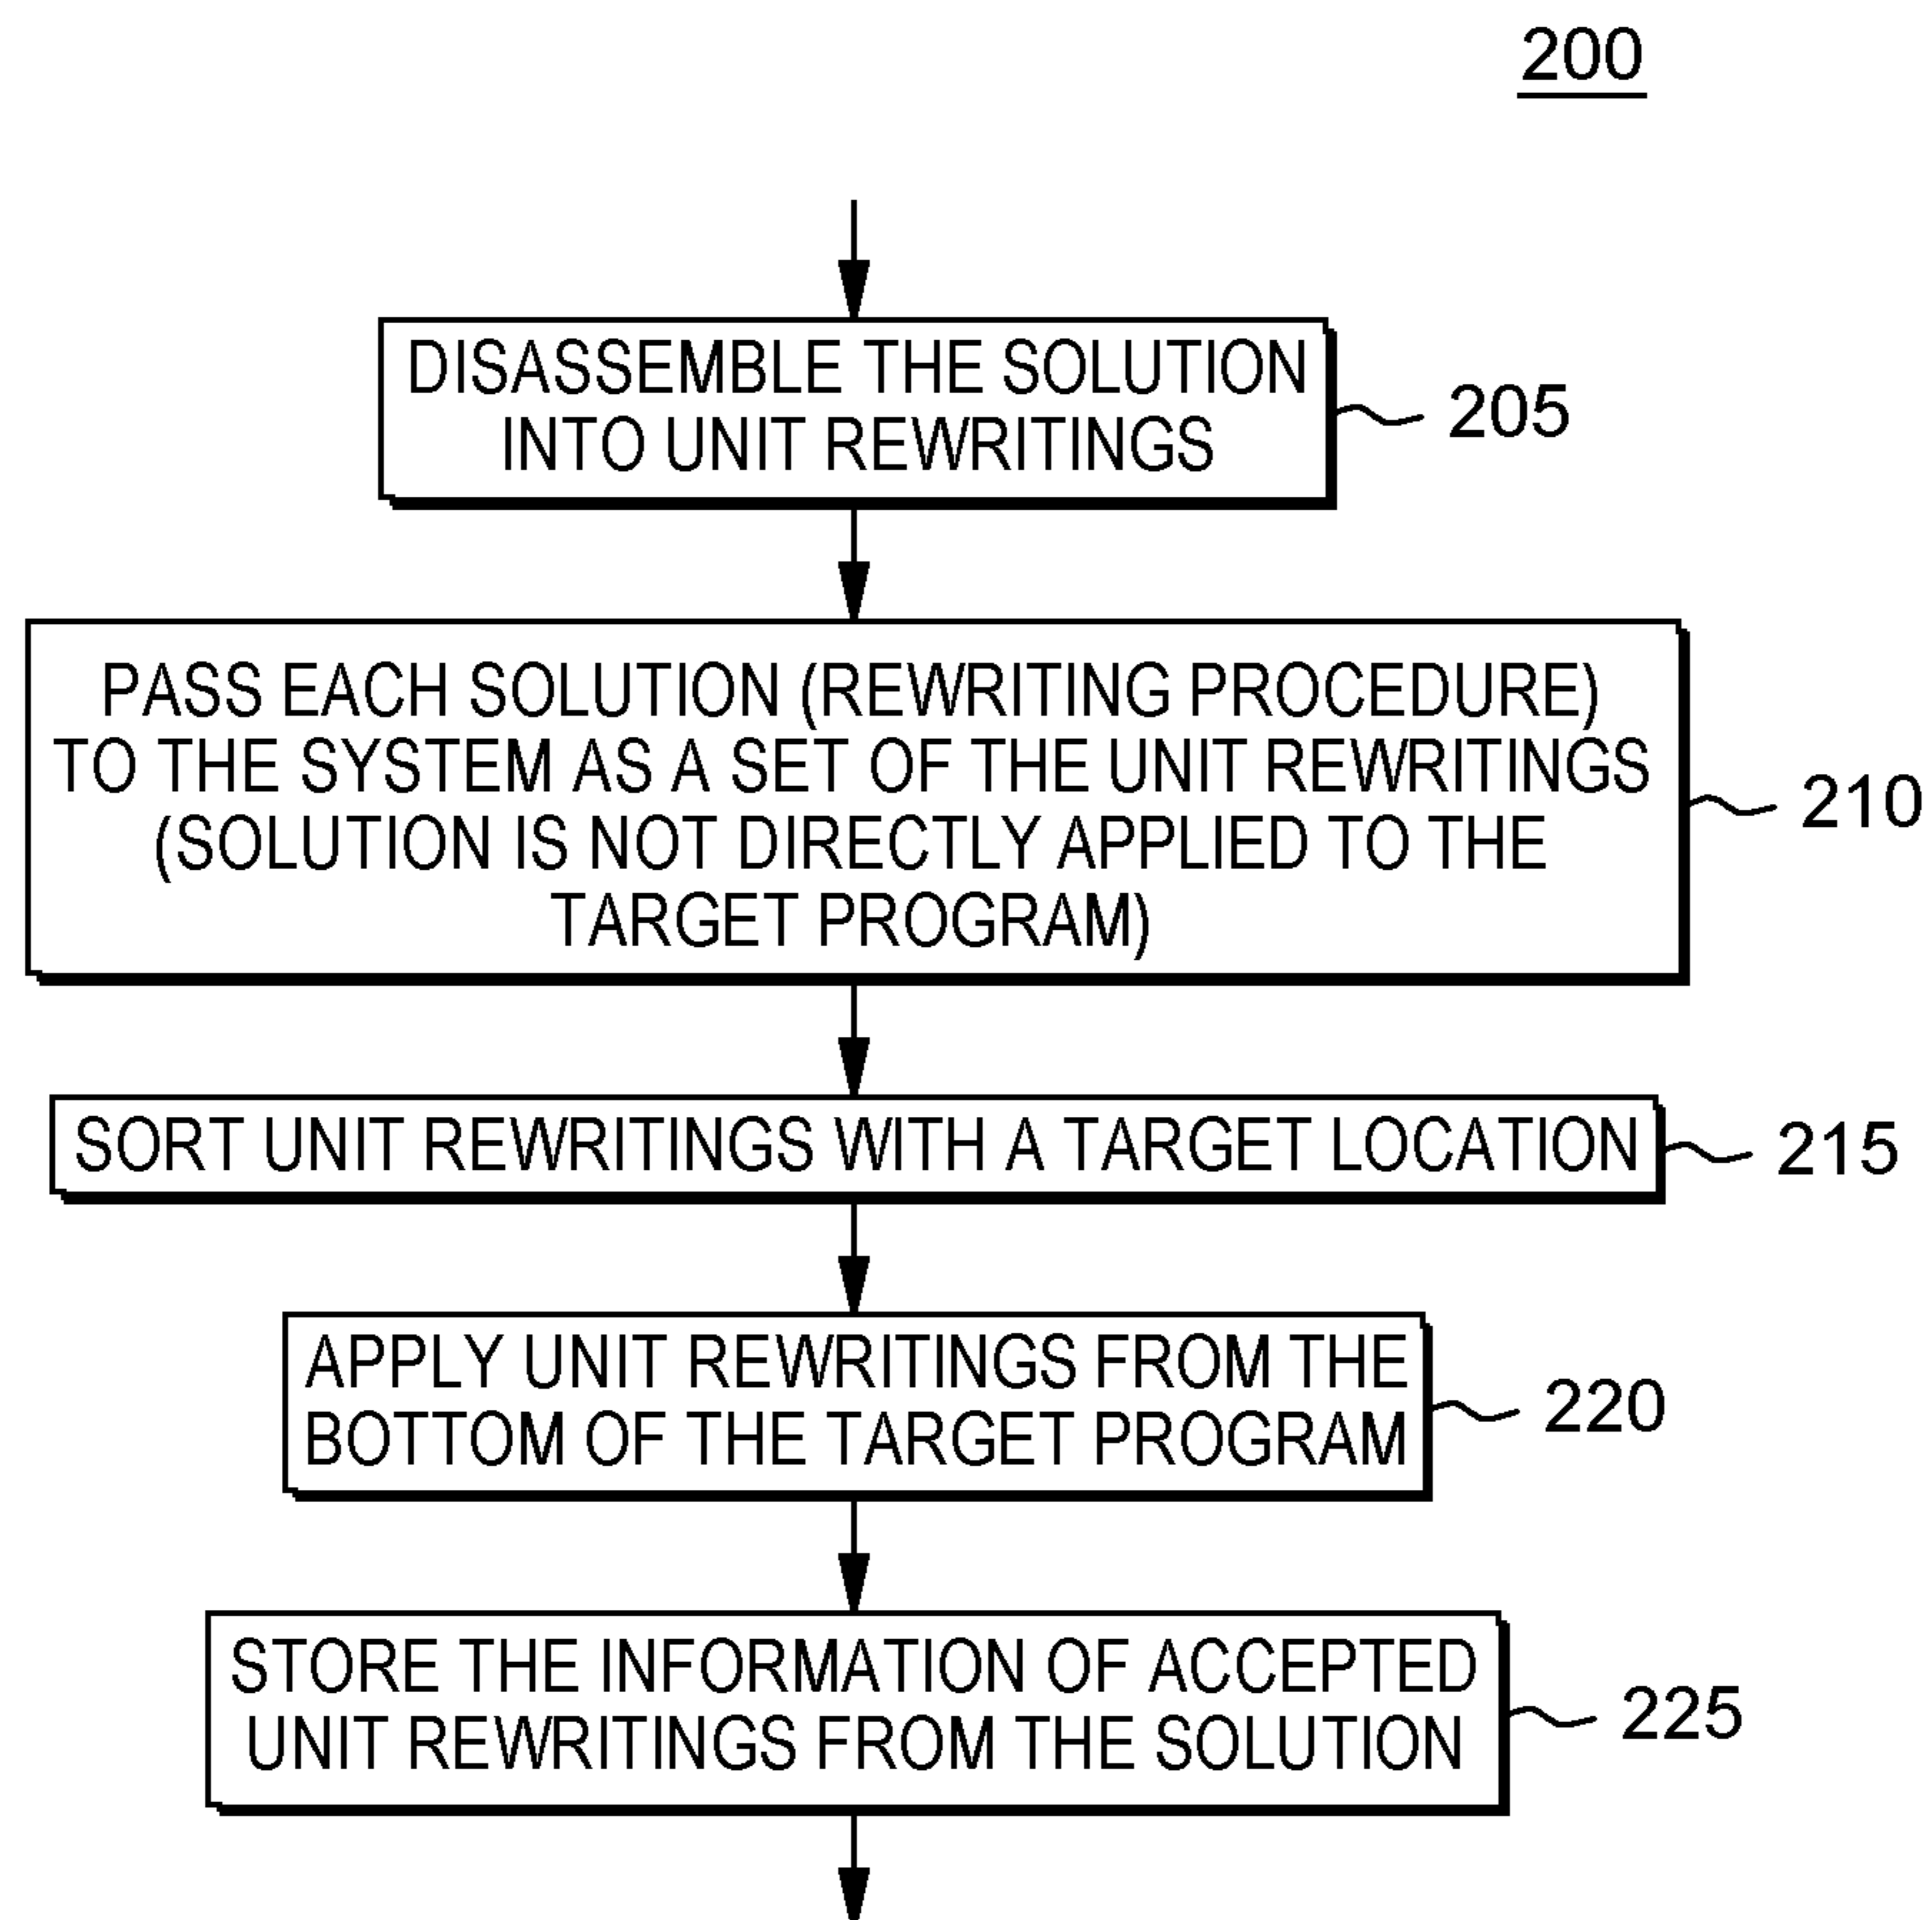 200
DISASSEMBLE THE SOLUTION
INTO UNIT REWRITINGS
205
PASS EACH SOLUTION (REWRITING PROCEDURE)
TO THE SYSTEM AS A SET OF THE UNIT REWRITINGS
(SOLUTION IS NOT DIRECTLY APPLIED TO THE
TARGET PROGRAM)
210
SORT UNIT REWRITINGS WITH A TARGET LOCATION
215
APPLY UNIT REWRITINGS FROM THE
BOTTOM OF THE TARGET PROGRAM
220
STORE THE INFORMATION OF ACCEPTED
UNIT REWRITINGS FROM THE SOLUTION
225